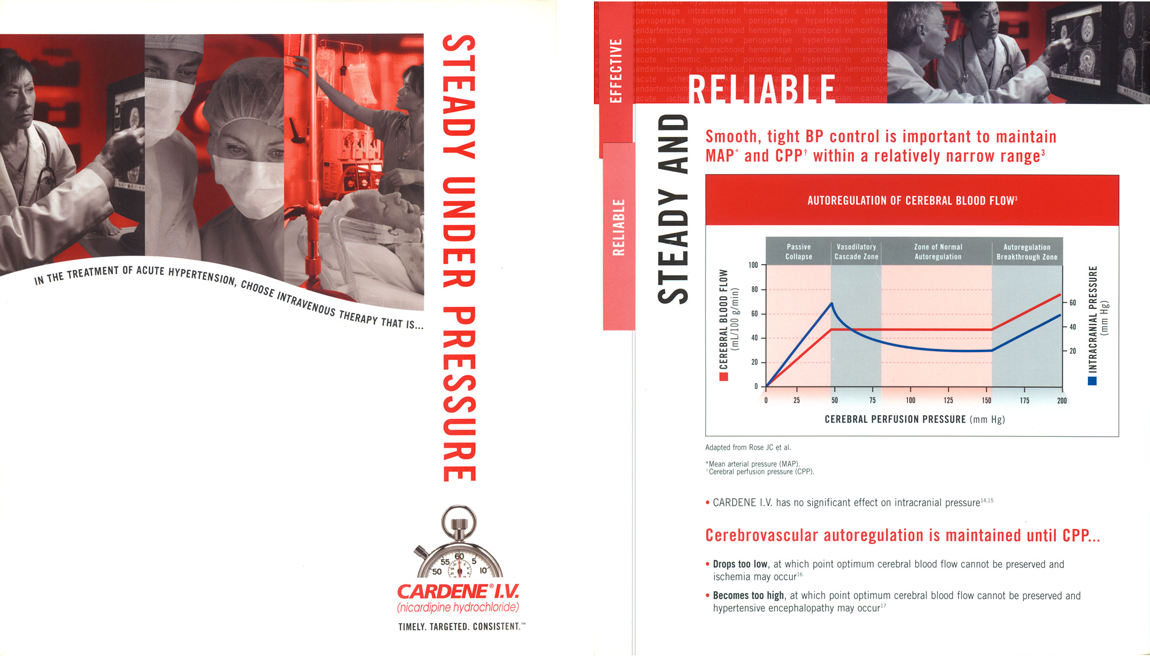 IN THE TREATMENT OF ACUTE HYPERTENSION, CHOOSE INTRAVENOUS THERAPY THAT IS...
STEADY UNDER PRESSURE
55 60 5
50 10
CARDENE® I.V.
(nicardipine hydrochloride)
TIMELY. TARGETED. CONSISTENT.™
EFFECTIVE
RELIABLE
STEADY AND
RELIABLE
Smooth, tight BP control is important to maintain
MAP* and CPP† within a relatively narrow range³
AUTOREGULATION OF CEREBRAL BLOOD FLOW³
Passive
Collapse
Vasodilatory
Cascade Zone
Zone of Normal
Autoregulation
Autoregulation
Breakthrough Zone
CEREBRAL BLOOD FLOW
(mL/100 g/min)
100
80
60
40
20
0
60
40
20
INTRACRANIAL PRESSURE
(mm Hg)
0 25 50 75 100 125 150 175 200
CEREBRAL PERFUSION PRESSURE (mm Hg)
Adapted from Rose JC et al.
*Mean arterial pressure (MAP).
†Cerebral perfusion pressure (CPP).
• CARDENE I.V. has no significant effect on intracranial pressure¹⁴,¹⁵
Cerebrovascular autoregulation is maintained until CPP...
• Drops too low, at which point optimum cerebral blood flow cannot be preserved and
ischemia may occur¹⁶
• Becomes too high, at which point optimum cerebral blood flow cannot be preserved and
hypertensive encephalopathy may occur¹⁷